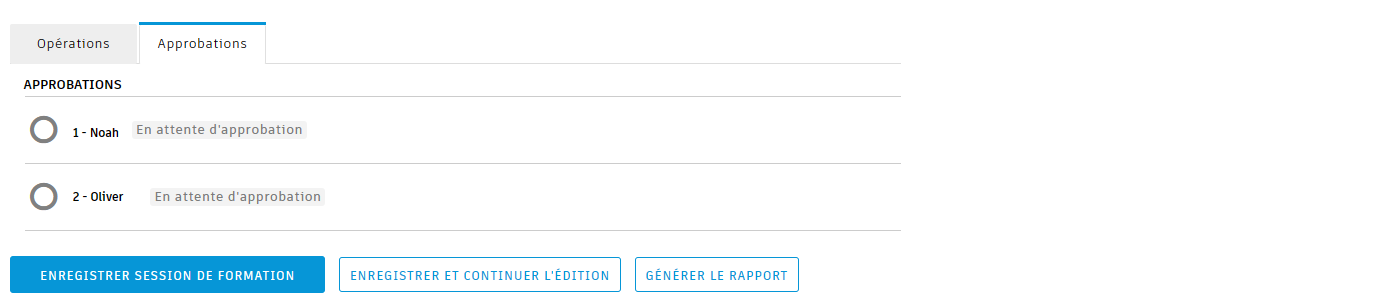 Opérations Approbations
APPROBATIONS
1 - Noah En attente d'approbation
2 - Oliver En attente d'approbation
ENREGISTRER SESSION DE FORMATION ENREGISTRER ET CONTINUER L'ÉDITION GÉNÉRER LE RAPPORT